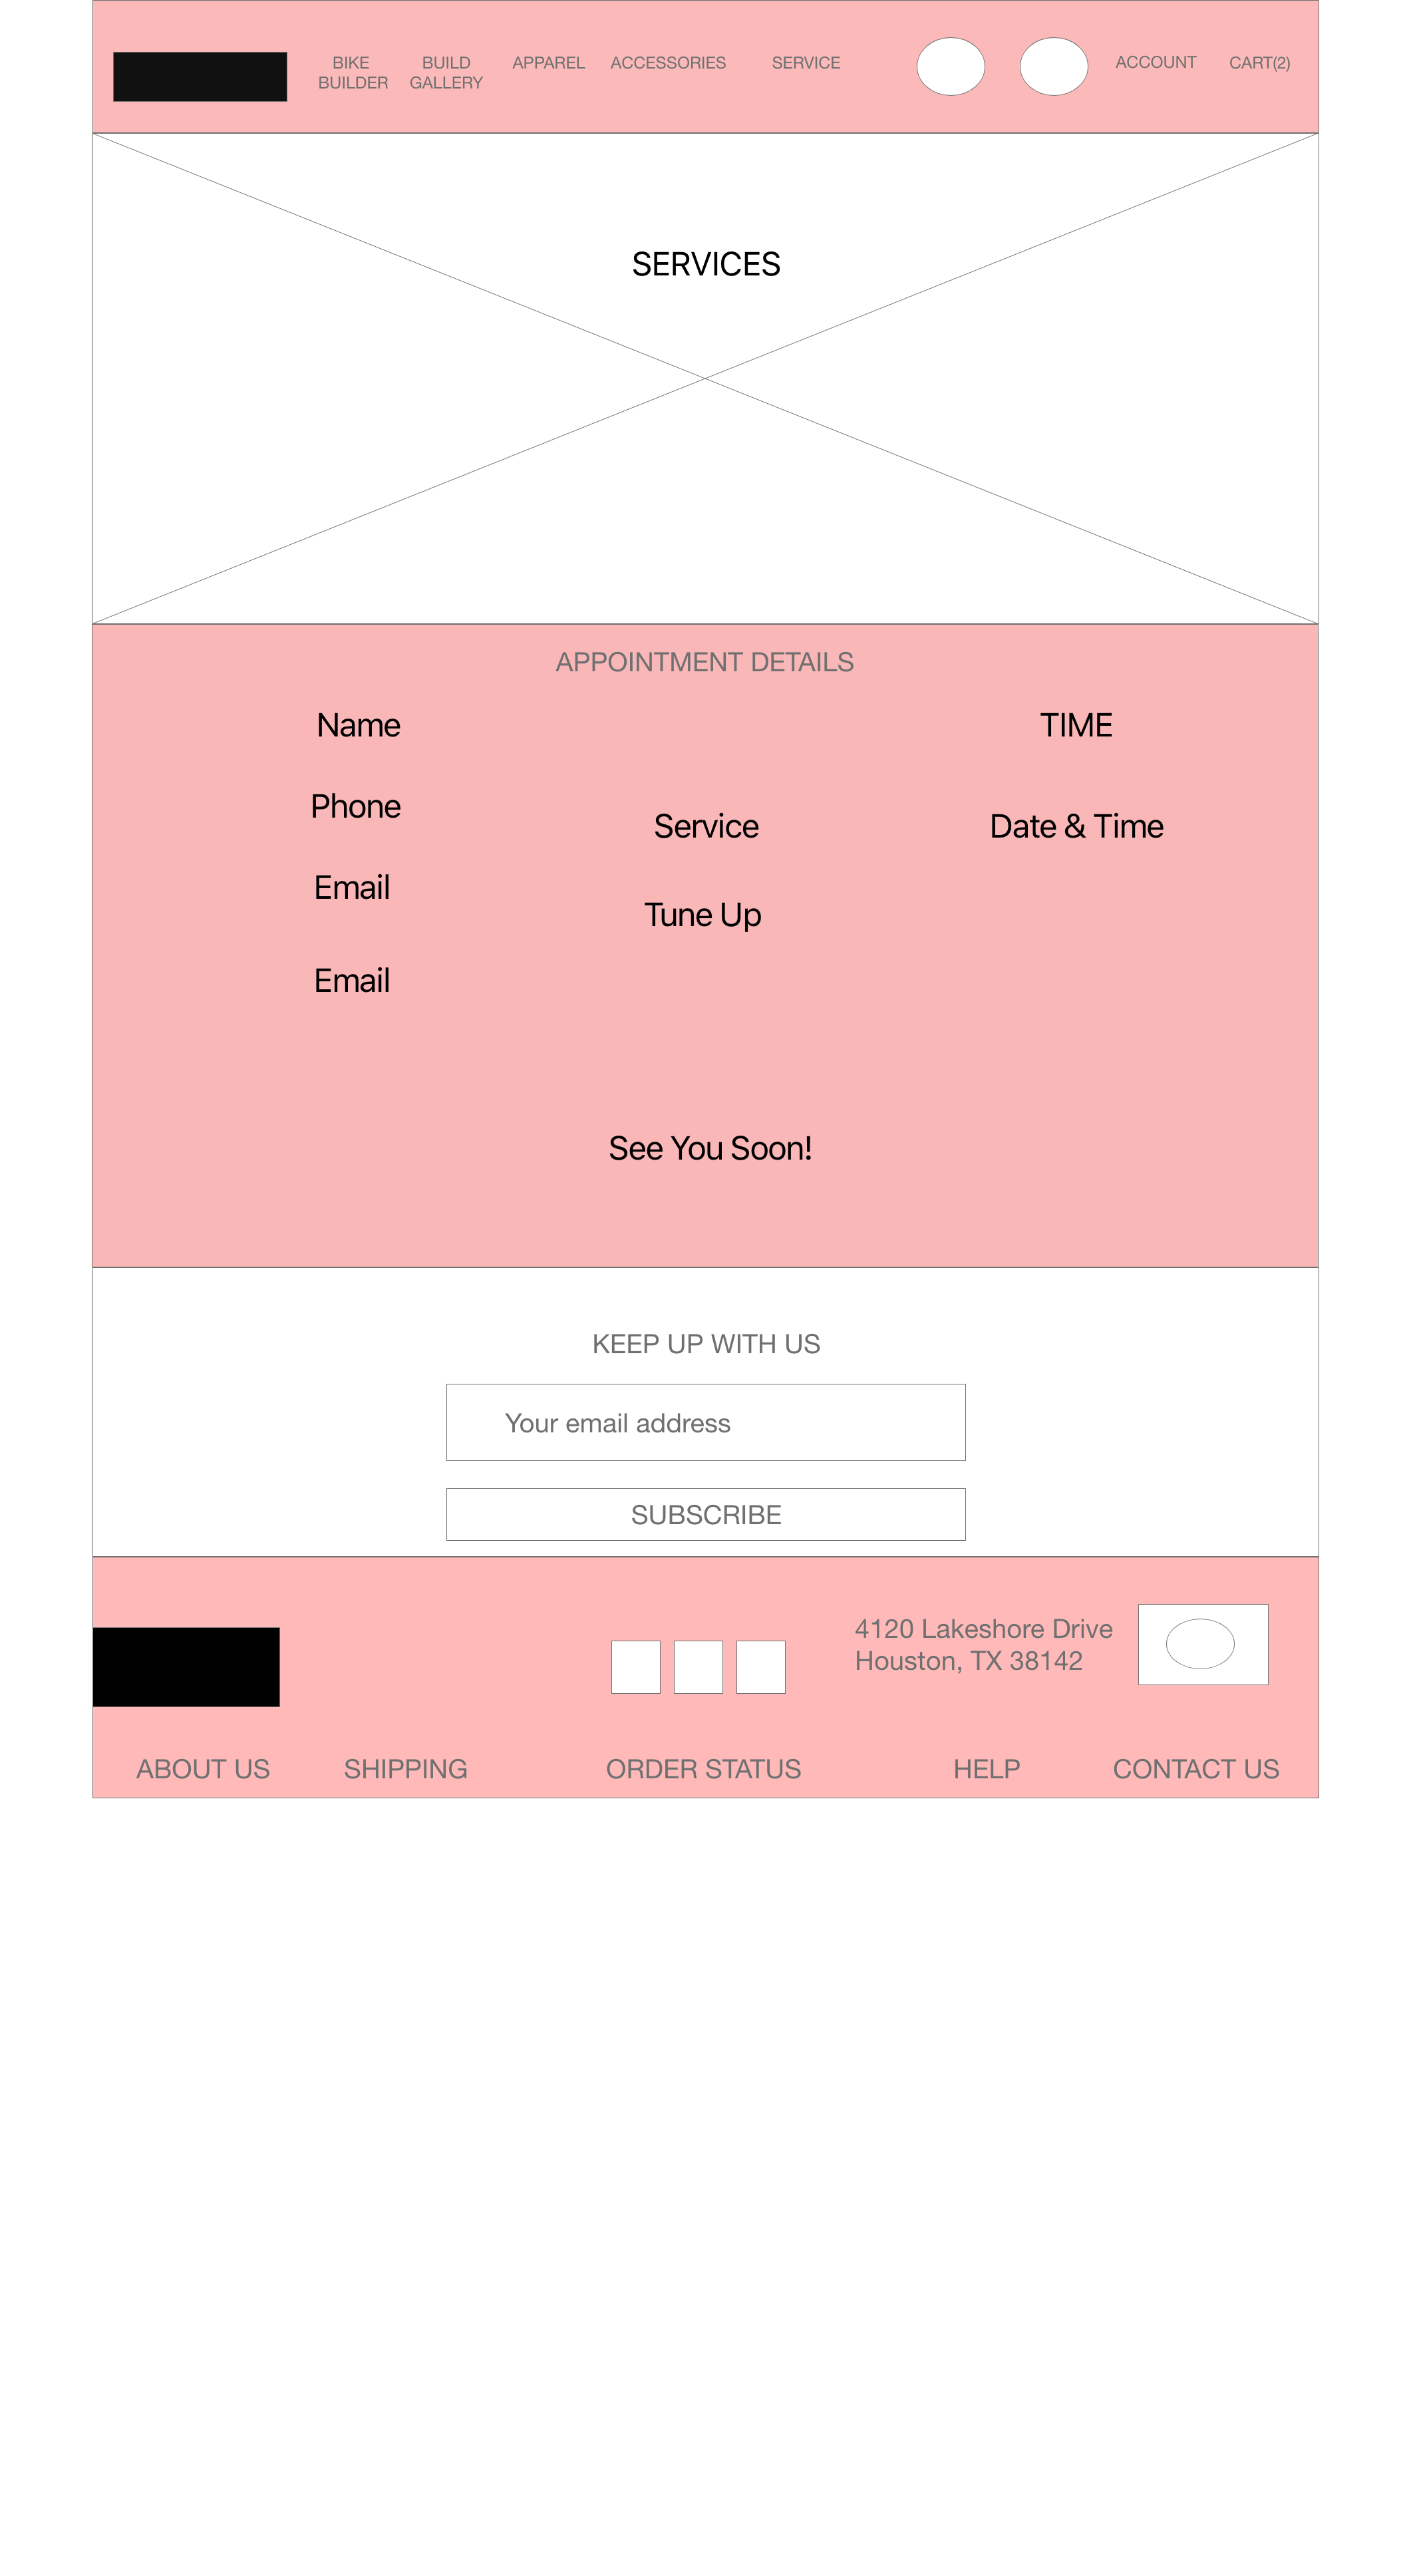 BIKE
BUILDER
BUILD
GALLERY
APPAREL
ACCESSORIES
SERVICE
ACCOUNT
CART(2)
SERVICES
APPOINTMENT DETAILS
Name
TIME
Phone
Service
Date & Time
Email
Tune Up
Email
See You Soon!
KEEP UP WITH US
Your email address
SUBSCRIBE
4120 Lakeshore Drive
Houston, TX 38142
ABOUT US
SHIPPING
ORDER STATUS
HELP
CONTACT US